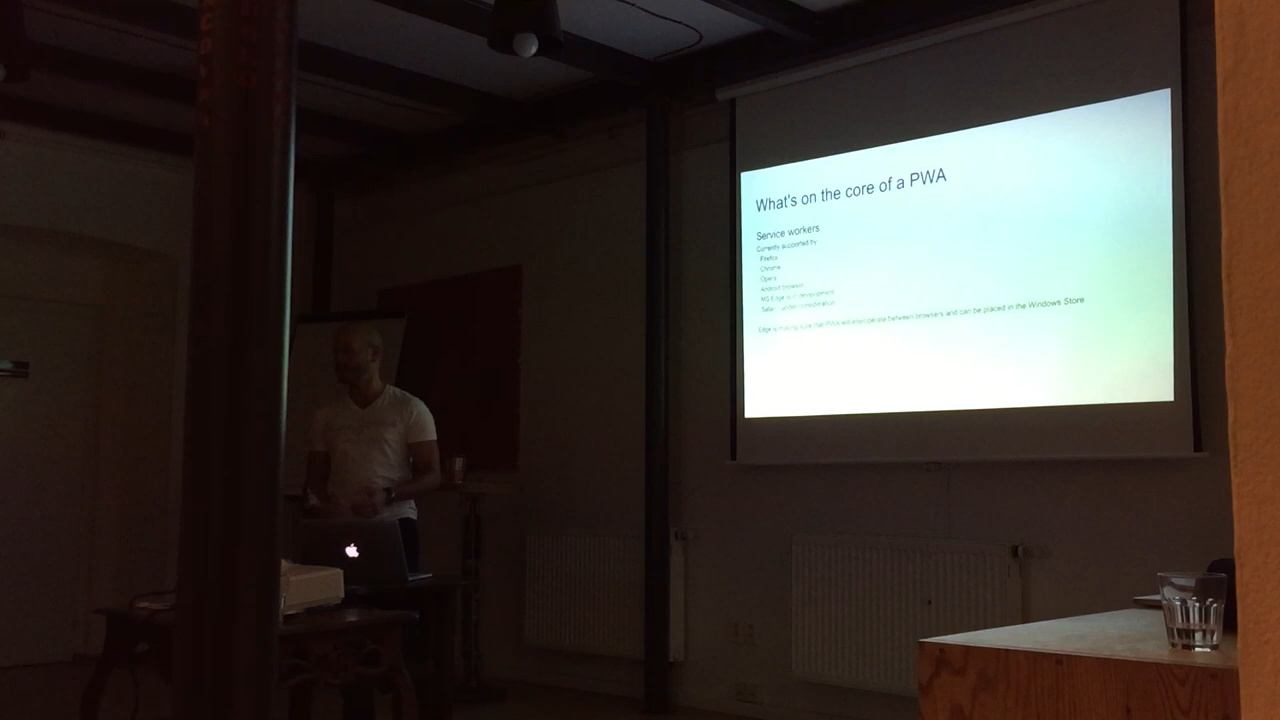 What's on the core of a PWA
Service workers
Currently supported by
Firefox
Chrome
Opera
Android browser
MS Edge is in development
Safari : under consideration
Edge is making sure that PWAs will interoperate between browsers and can be placed in the Windows Store